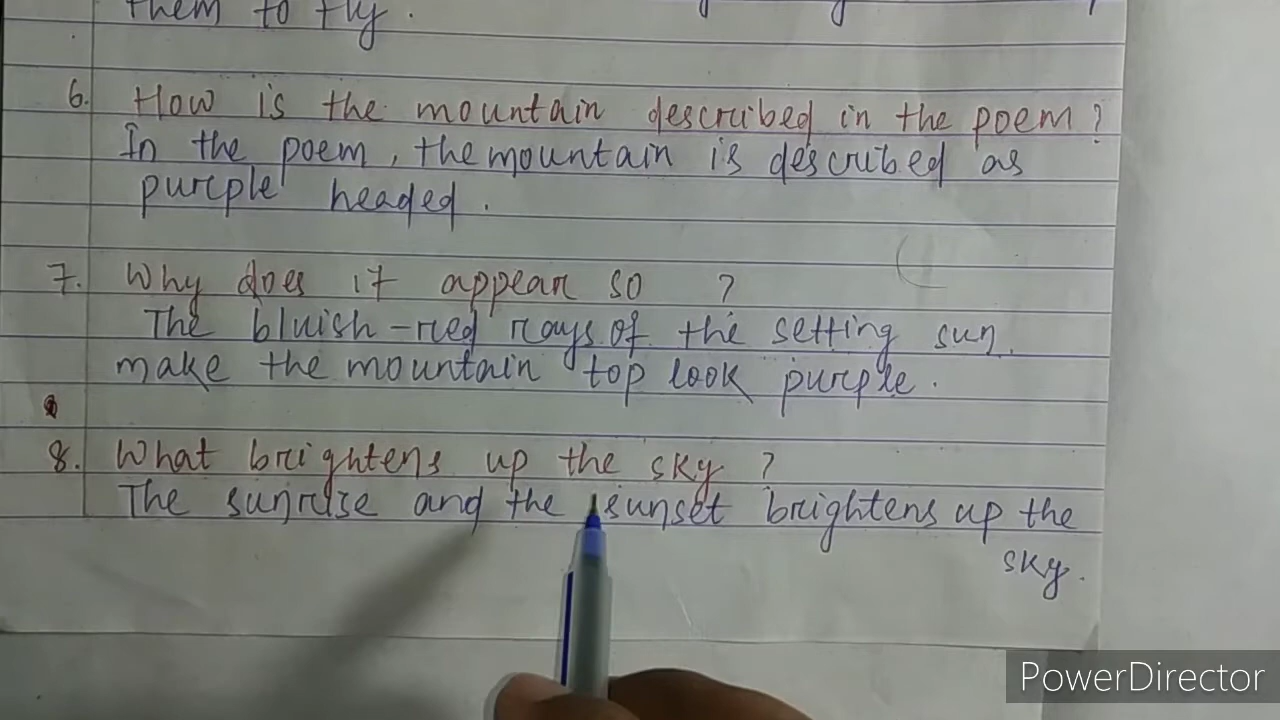 them to fly.
6. How is the mountain described in the poem?
In the poem, the mountain is described as
purple headed.
7. Why does it appear so ?
The bluish-red rays of the setting sun
make the mountain top look purple.
8. What brightens up the sky ?
The sunrise and the sunset brightens up the
sky.
PowerDirector